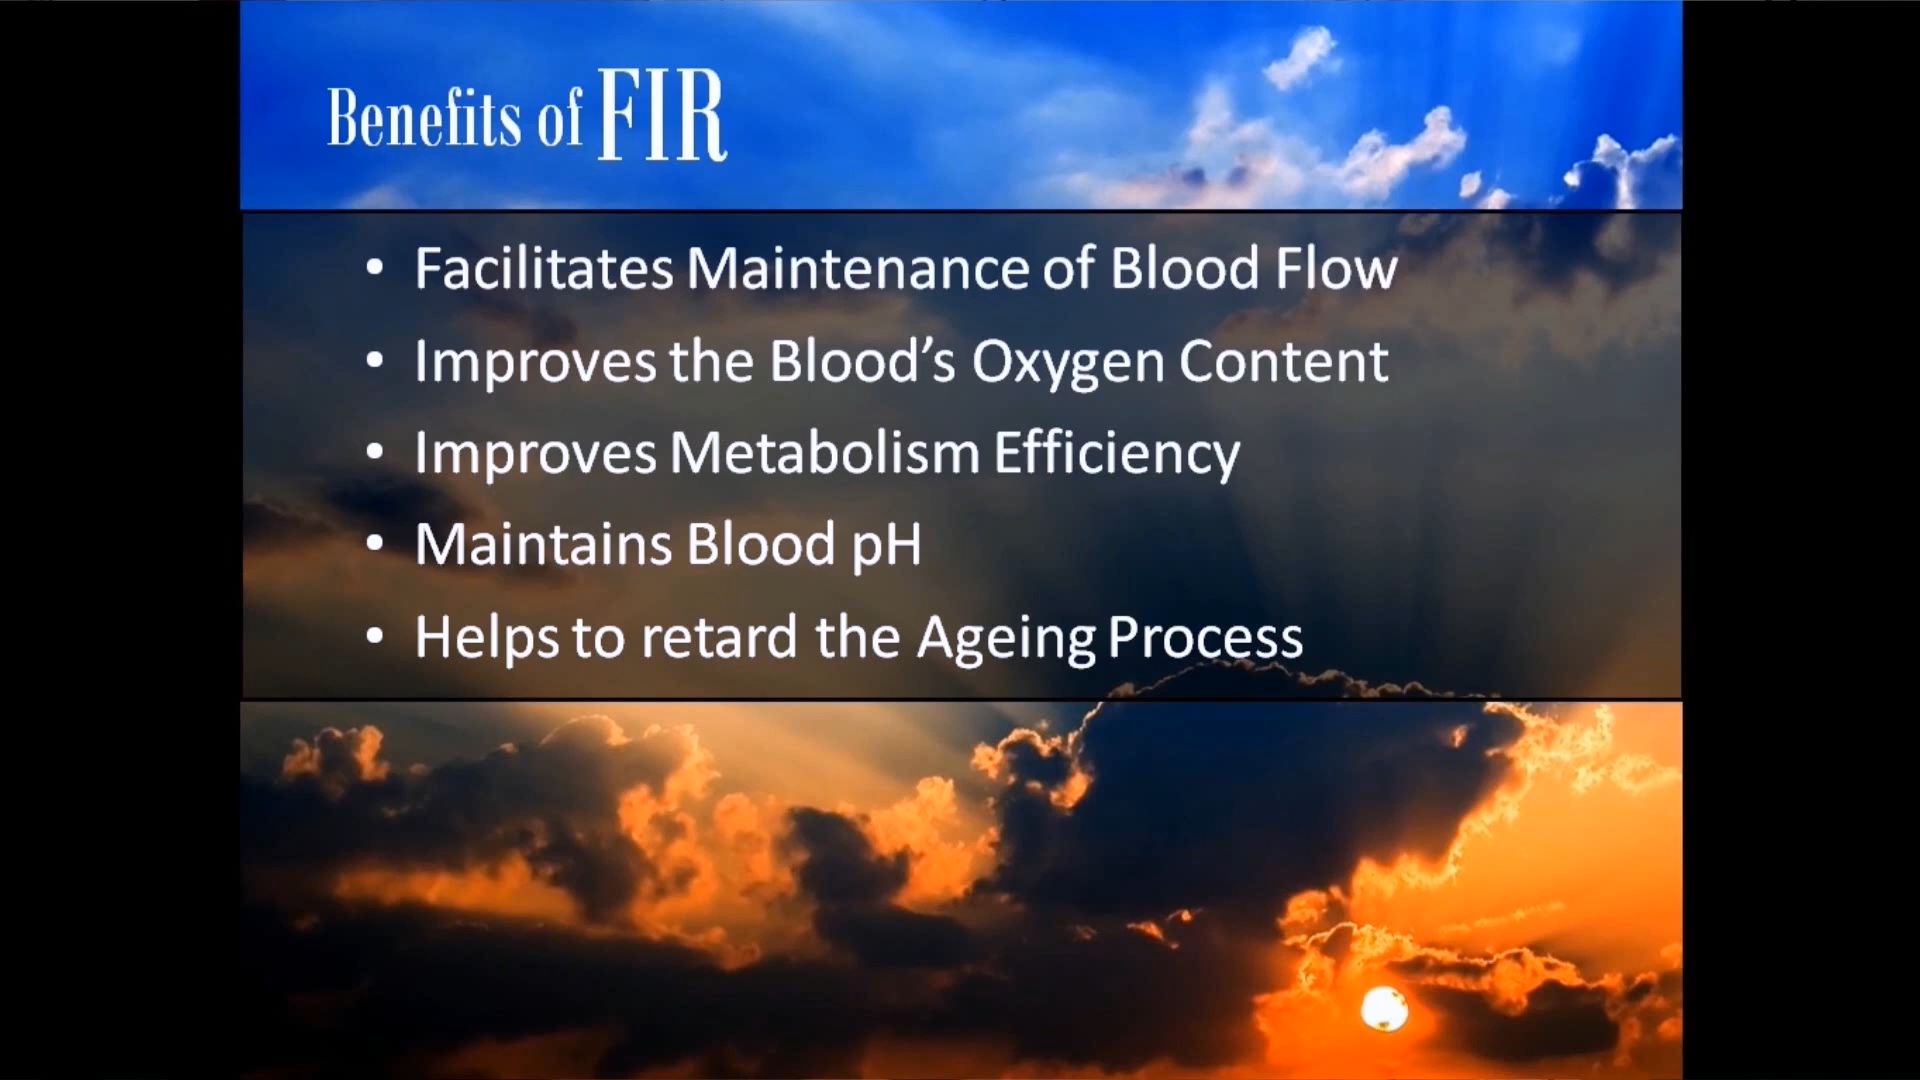 Benefits of FIR
• Facilitates Maintenance of Blood Flow
• Improves the Blood’s Oxygen Content
• Improves Metabolism Efficiency
• Maintains Blood pH
• Helps to retard the Ageing Process